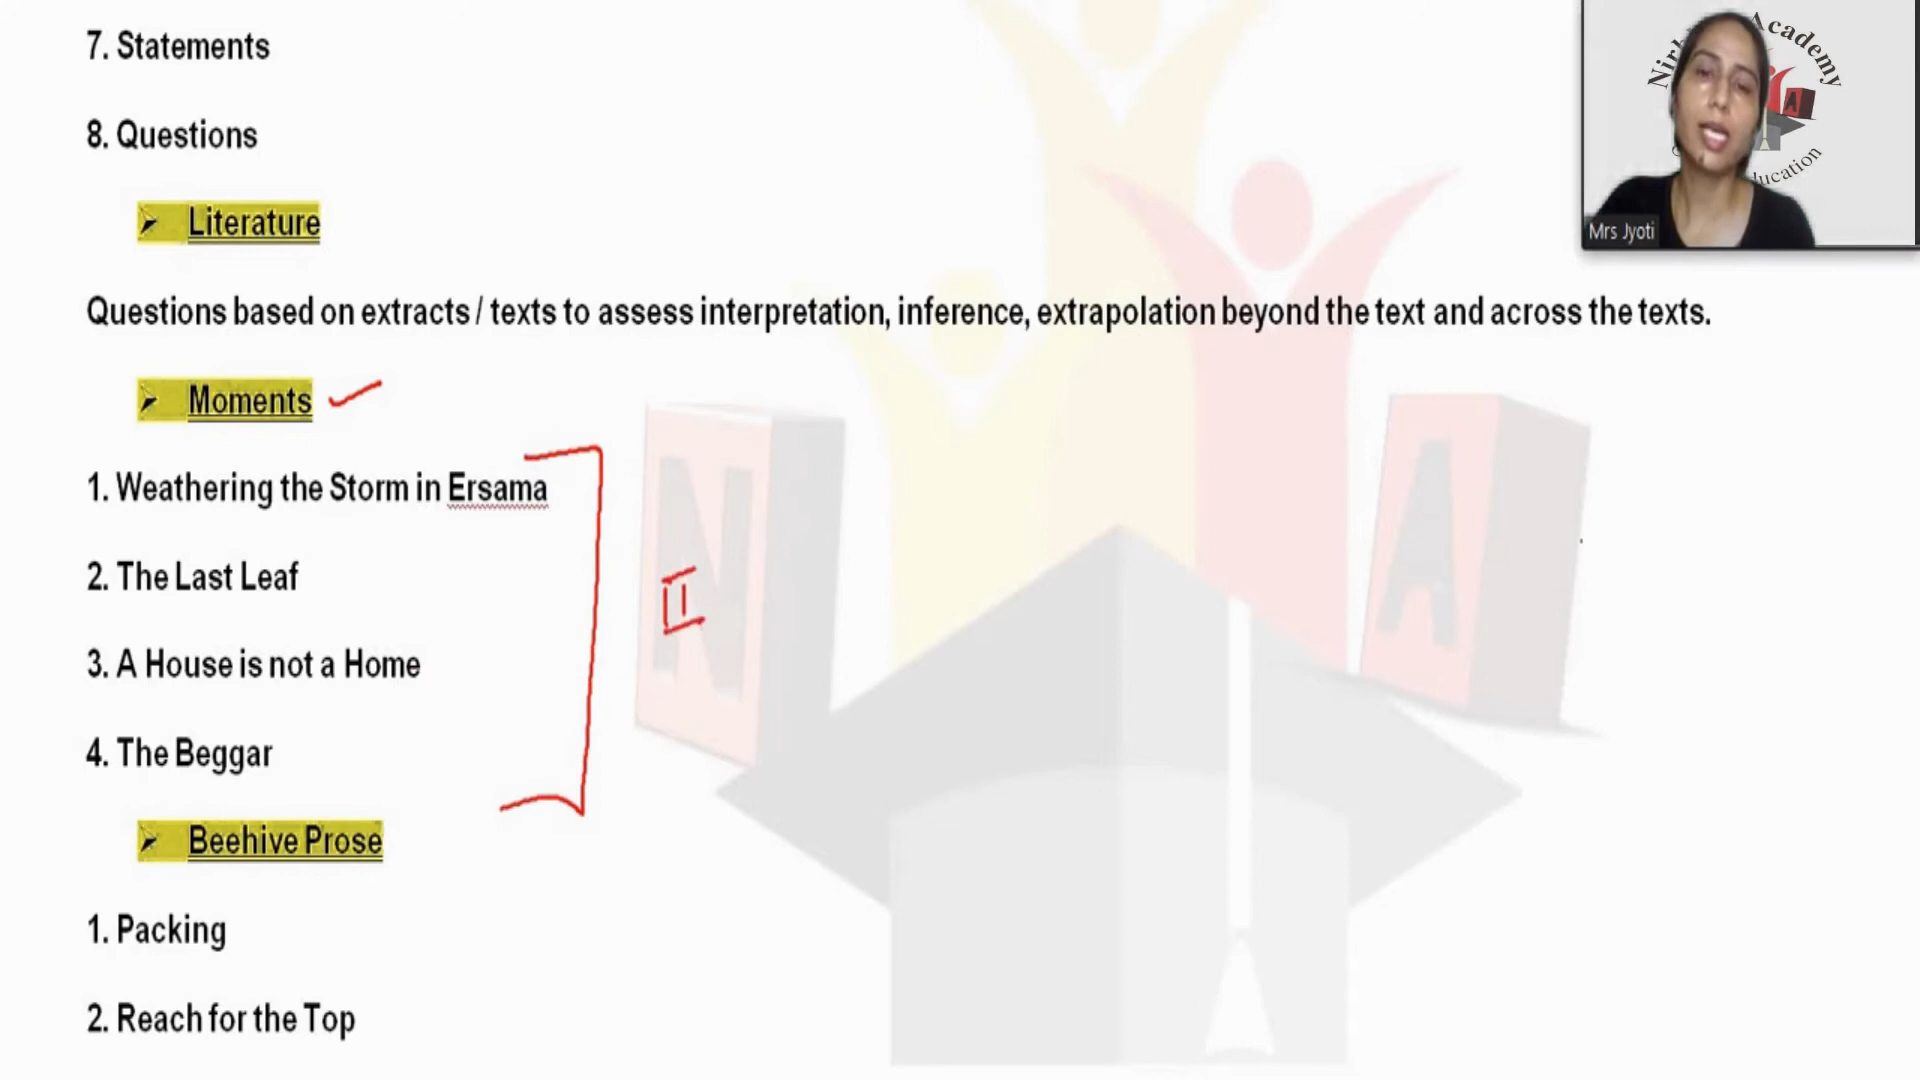 7. Statements
8. Questions
Literature
Questions based on extracts / texts to assess interpretation, inference, extrapolation beyond the text and across the texts.
Moments
1. Weathering the Storm in Ersama
2. The Last Leaf
3. A House is not a Home
4. The Beggar
II
Beehive Prose
1. Packing
2. Reach for the Top
N
A
Academy
A
Mrs Jyoti